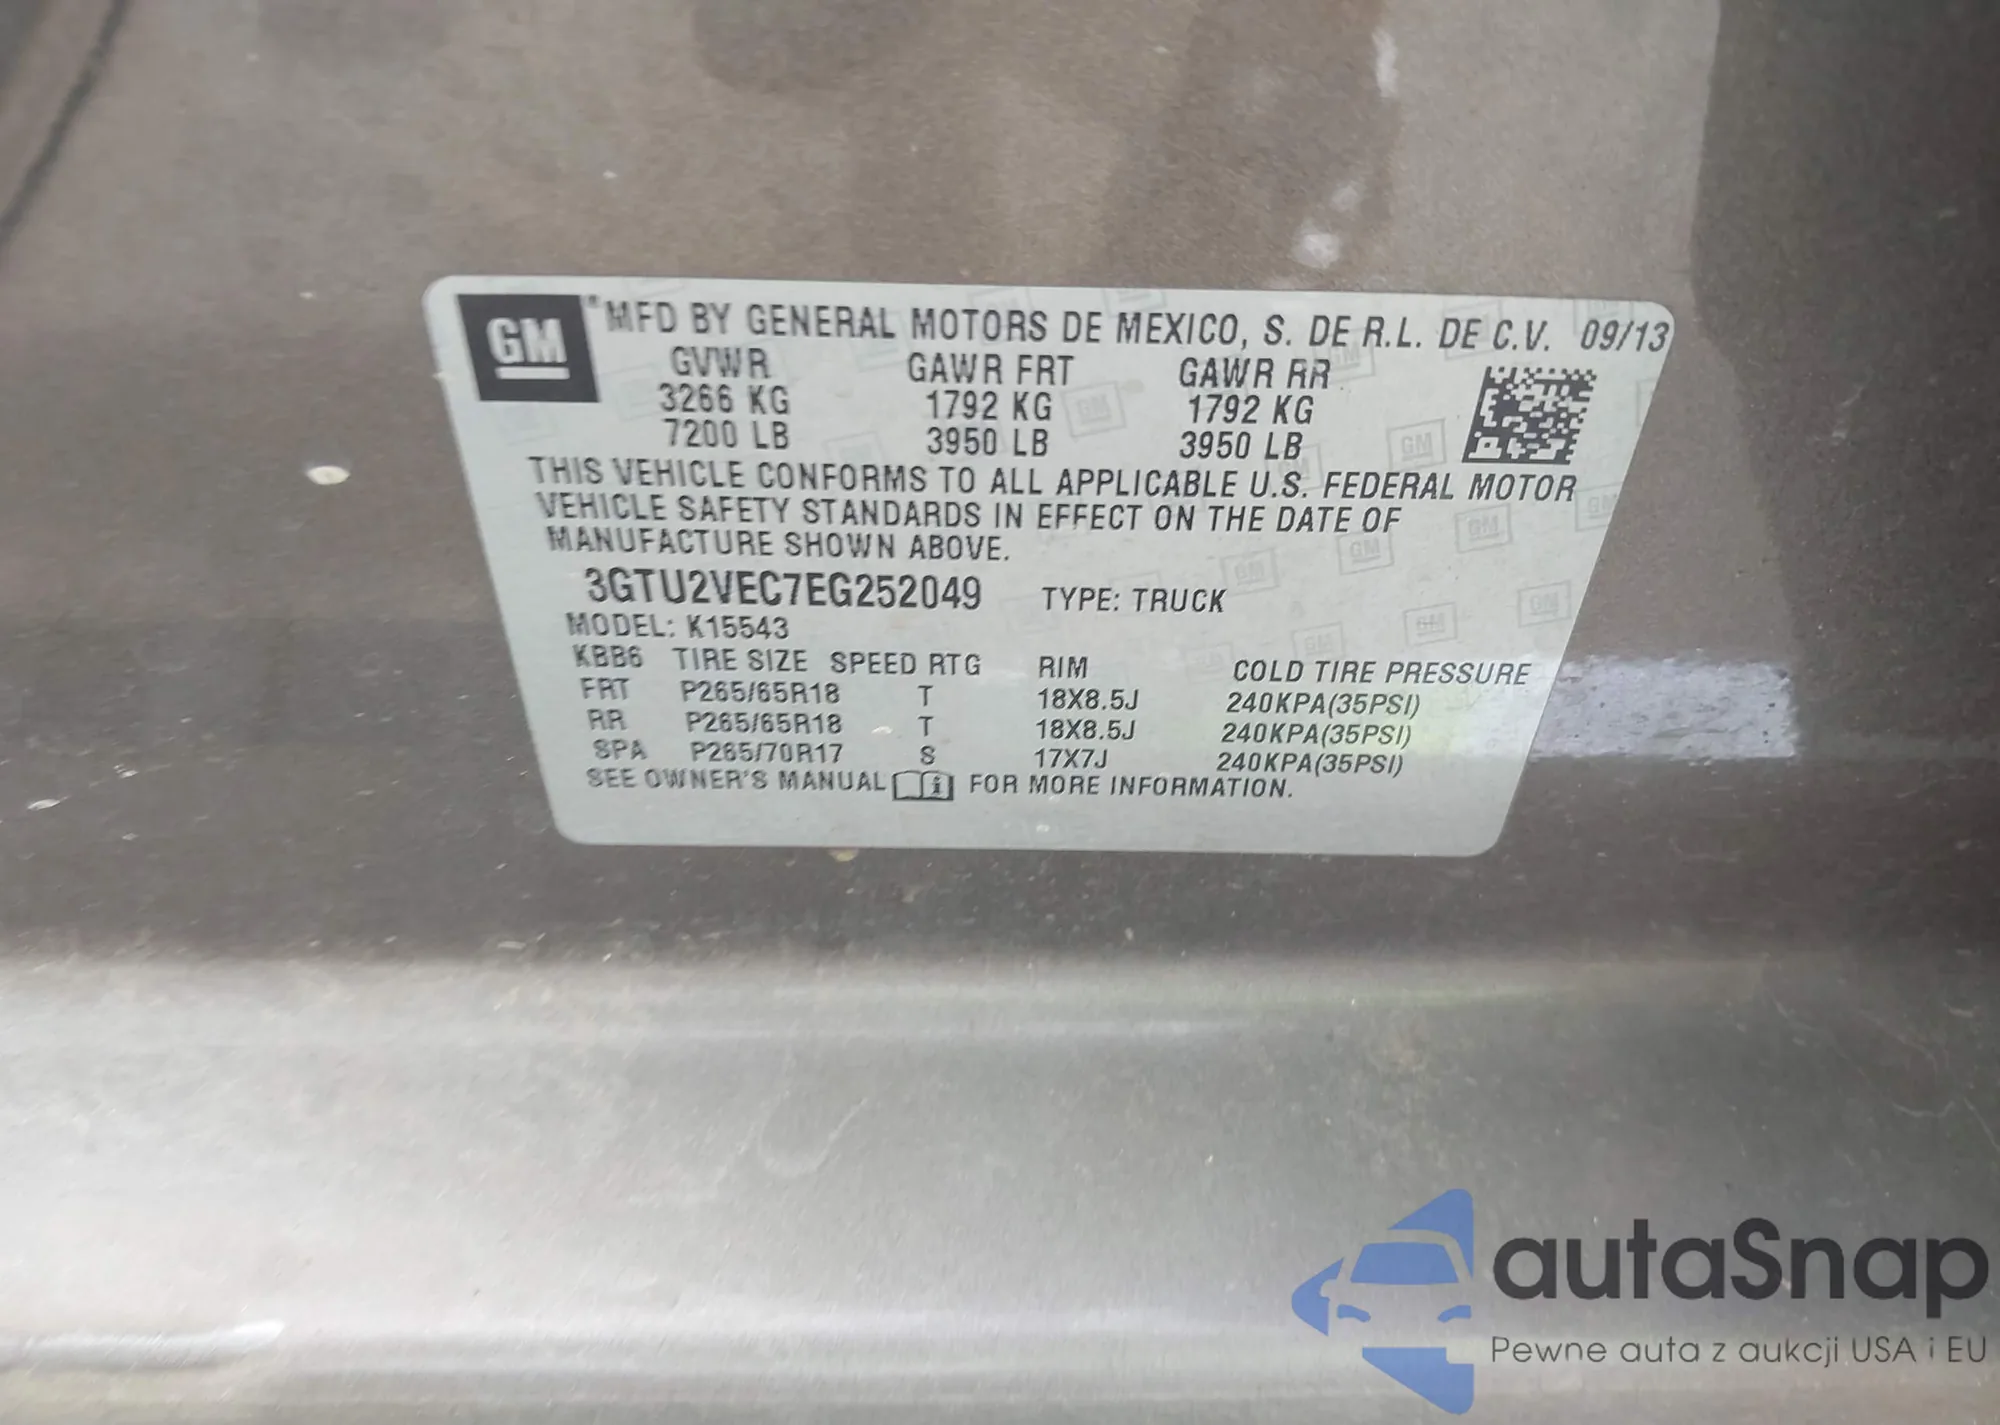 GM MFD BY GENERAL MOTORS DE MEXICO, S. DE R.L. DE C.V. 09/13
GVWR GAWR FRT GAWR RR
3266 KG 1792 KG 1792 KG
7200 LB 3950 LB 3950 LB
THIS VEHICLE CONFORMS TO ALL APPLICABLE U.S. FEDERAL MOTOR
VEHICLE SAFETY STANDARDS IN EFFECT ON THE DATE OF
MANUFACTURE SHOWN ABOVE.
3GTU2VEC7EG252049 TYPE: TRUCK
MODEL: K15543
KBB6 TIRE SIZE SPEED RTG RIM COLD TIRE PRESSURE
FRT P265/65R18 T 18X8.5J 240KPA(35PSI)
RR P265/65R18 T 18X8.5J 240KPA(35PSI)
SPA P265/70R17 S 17X7J 240KPA(35PSI)
SEE OWNER'S MANUAL i FOR MORE INFORMATION.
autaSnap
Pewne auta z aukcji USA i EU